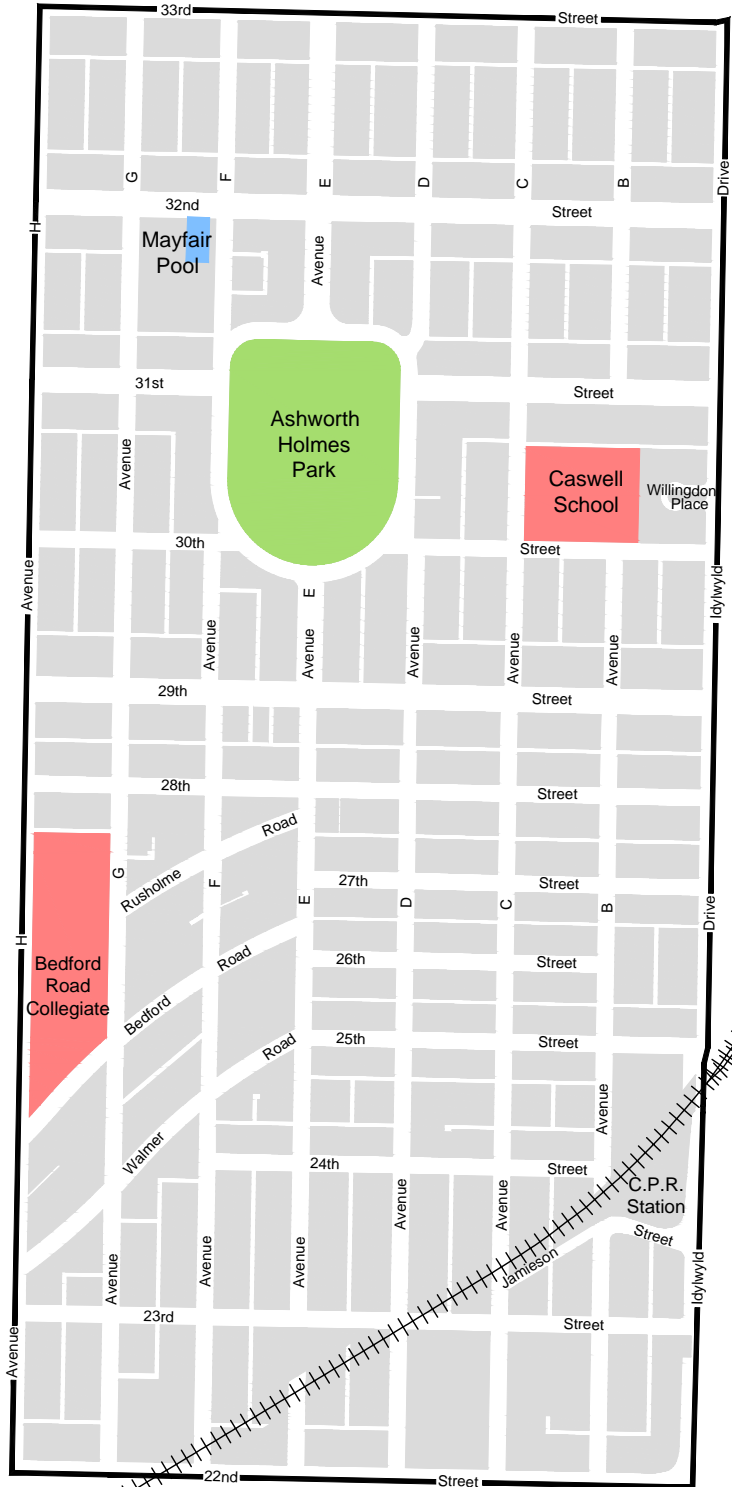 33rd
Street
G
F
E
D
C
B
Drive
32nd
Street
H
Mayfair
Pool
Avenue
31st
Street
Ashworth
Holmes
Park
Avenue
Caswell
School
Willingdon
Place
30th
Street
Avenue
E
Idylwyld
Avenue
Avenue
Avenue
Avenue
Avenue
29th
Street
28th
Street
Road
Rusholme
G
F
E
27th
D
C
Street
B
Drive
H
Bedford
Road
Collegiate
Road
Bedford
26th
Street
Road
25th
Street
Avenue
Walmer
24th
Street
C.P.R.
Station
Avenue
Avenue
Avenue
Avenue
Avenue
Jamieson
Street
Idylwyld
23rd
Street
Avenue
22nd
Street